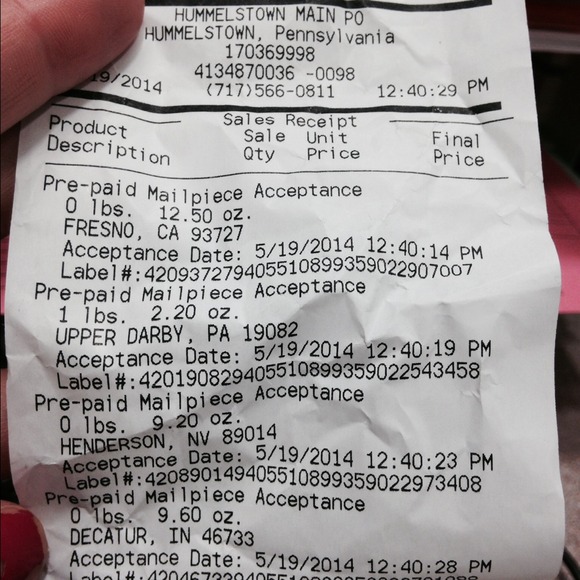 HUMMELSTOWN MAIN PO
HUMMELSTOWN, Pennsylvania
170369998
4134870036 -0098
19/2014 (717)566-0811 12:40:29 PM
Sales Receipt
Product Sale Unit Final
Description Qty Price Price
Pre-paid Mailpiece Acceptance
0 lbs. 12.50 oz.
FRESNO, CA 93727
Acceptance Date: 5/19/2014 12:40:14 PM
Label#:420937279405510899359022907007
Pre-paid Mailpiece Acceptance
1 lbs. 2.20 oz.
UPPER DARBY, PA 19082
Acceptance Date: 5/19/2014 12:40:19 PM
Label#:420190829405510899359022543458
Pre-paid Mailpiece Acceptance
0 lbs. 9.20 oz.
HENDERSON, NV 89014
Acceptance Date: 5/19/2014 12:40:23 PM
Label#:420890149405510899359022973408
Pre-paid Mailpiece Acceptance
0 lbs. 9.60 oz.
DECATUR, IN 46733
Acceptance Date: 5/19/2014 12:40:28 PM